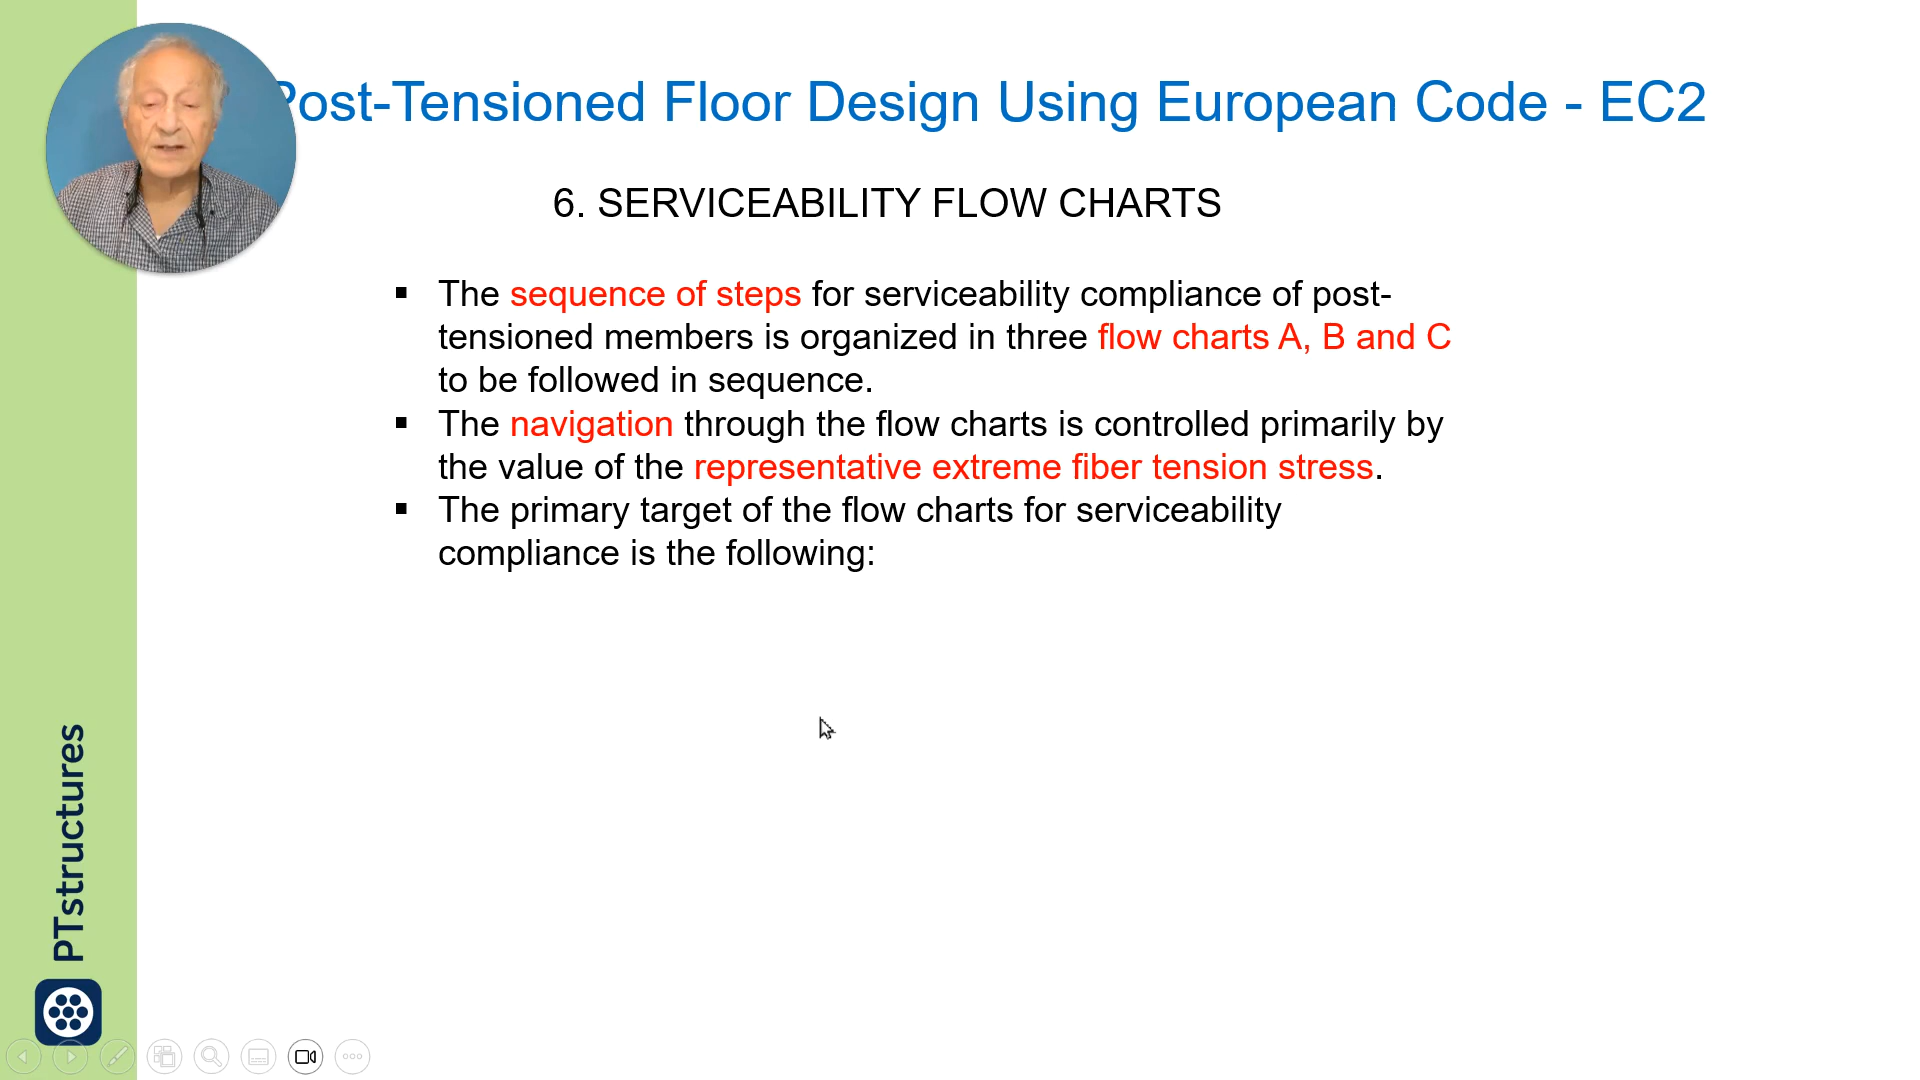 Post-Tensioned Floor Design Using European Code - EC2
6. SERVICEABILITY FLOW CHARTS
▪ The sequence of steps for serviceability compliance of post-
tensioned members is organized in three flow charts A, B and C
to be followed in sequence.
▪ The navigation through the flow charts is controlled primarily by
the value of the representative extreme fiber tension stress.
▪ The primary target of the flow charts for serviceability
compliance is the following:
PTstructures